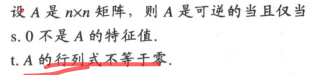 设 A 是 n×n 矩阵，则 A 是可逆的当且仅当
s. 0 不是 A 的特征值.
t. A 的行列式不等于零.